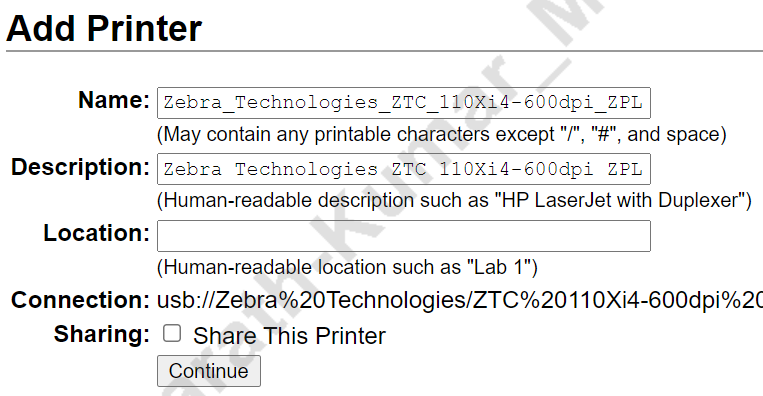 Add Printer
Name: Zebra_Technologies_ZTC_110Xi4-600dpi_ZPL
(May contain any printable characters except "/", "#", and space)
Description: Zebra Technologies ZTC 110Xi4-600dpi ZPL
(Human-readable description such as "HP LaserJet with Duplexer")
Location:
(Human-readable location such as "Lab 1")
Connection: usb://Zebra%20Technologies/ZTC%20110Xi4-600dpi%20
Sharing: Share This Printer
Continue
arath-Kumar_M